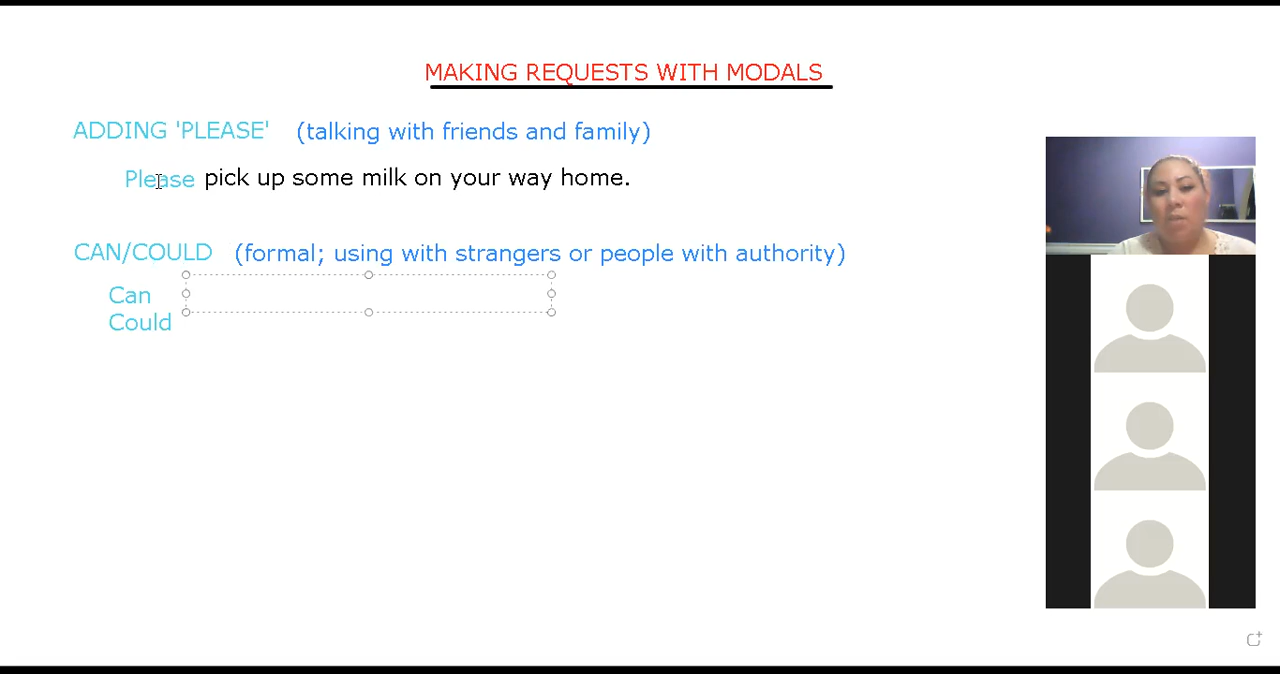 MAKING REQUESTS WITH MODALS
ADDING 'PLEASE' (talking with friends and family)
Please pick up some milk on your way home.
CAN/COULD (formal; using with strangers or people with authority)
Can
Could